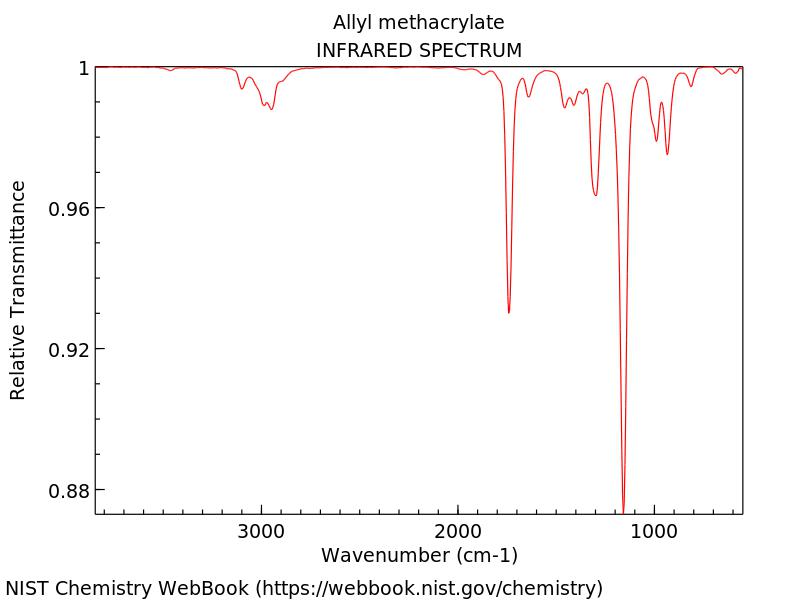 Allyl methacrylate
INFRARED SPECTRUM
1
0.96
0.92
0.88
Relative Transmittance
3000 2000 1000
Wavenumber (cm-1)
NIST Chemistry WebBook (https://webbook.nist.gov/chemistry)